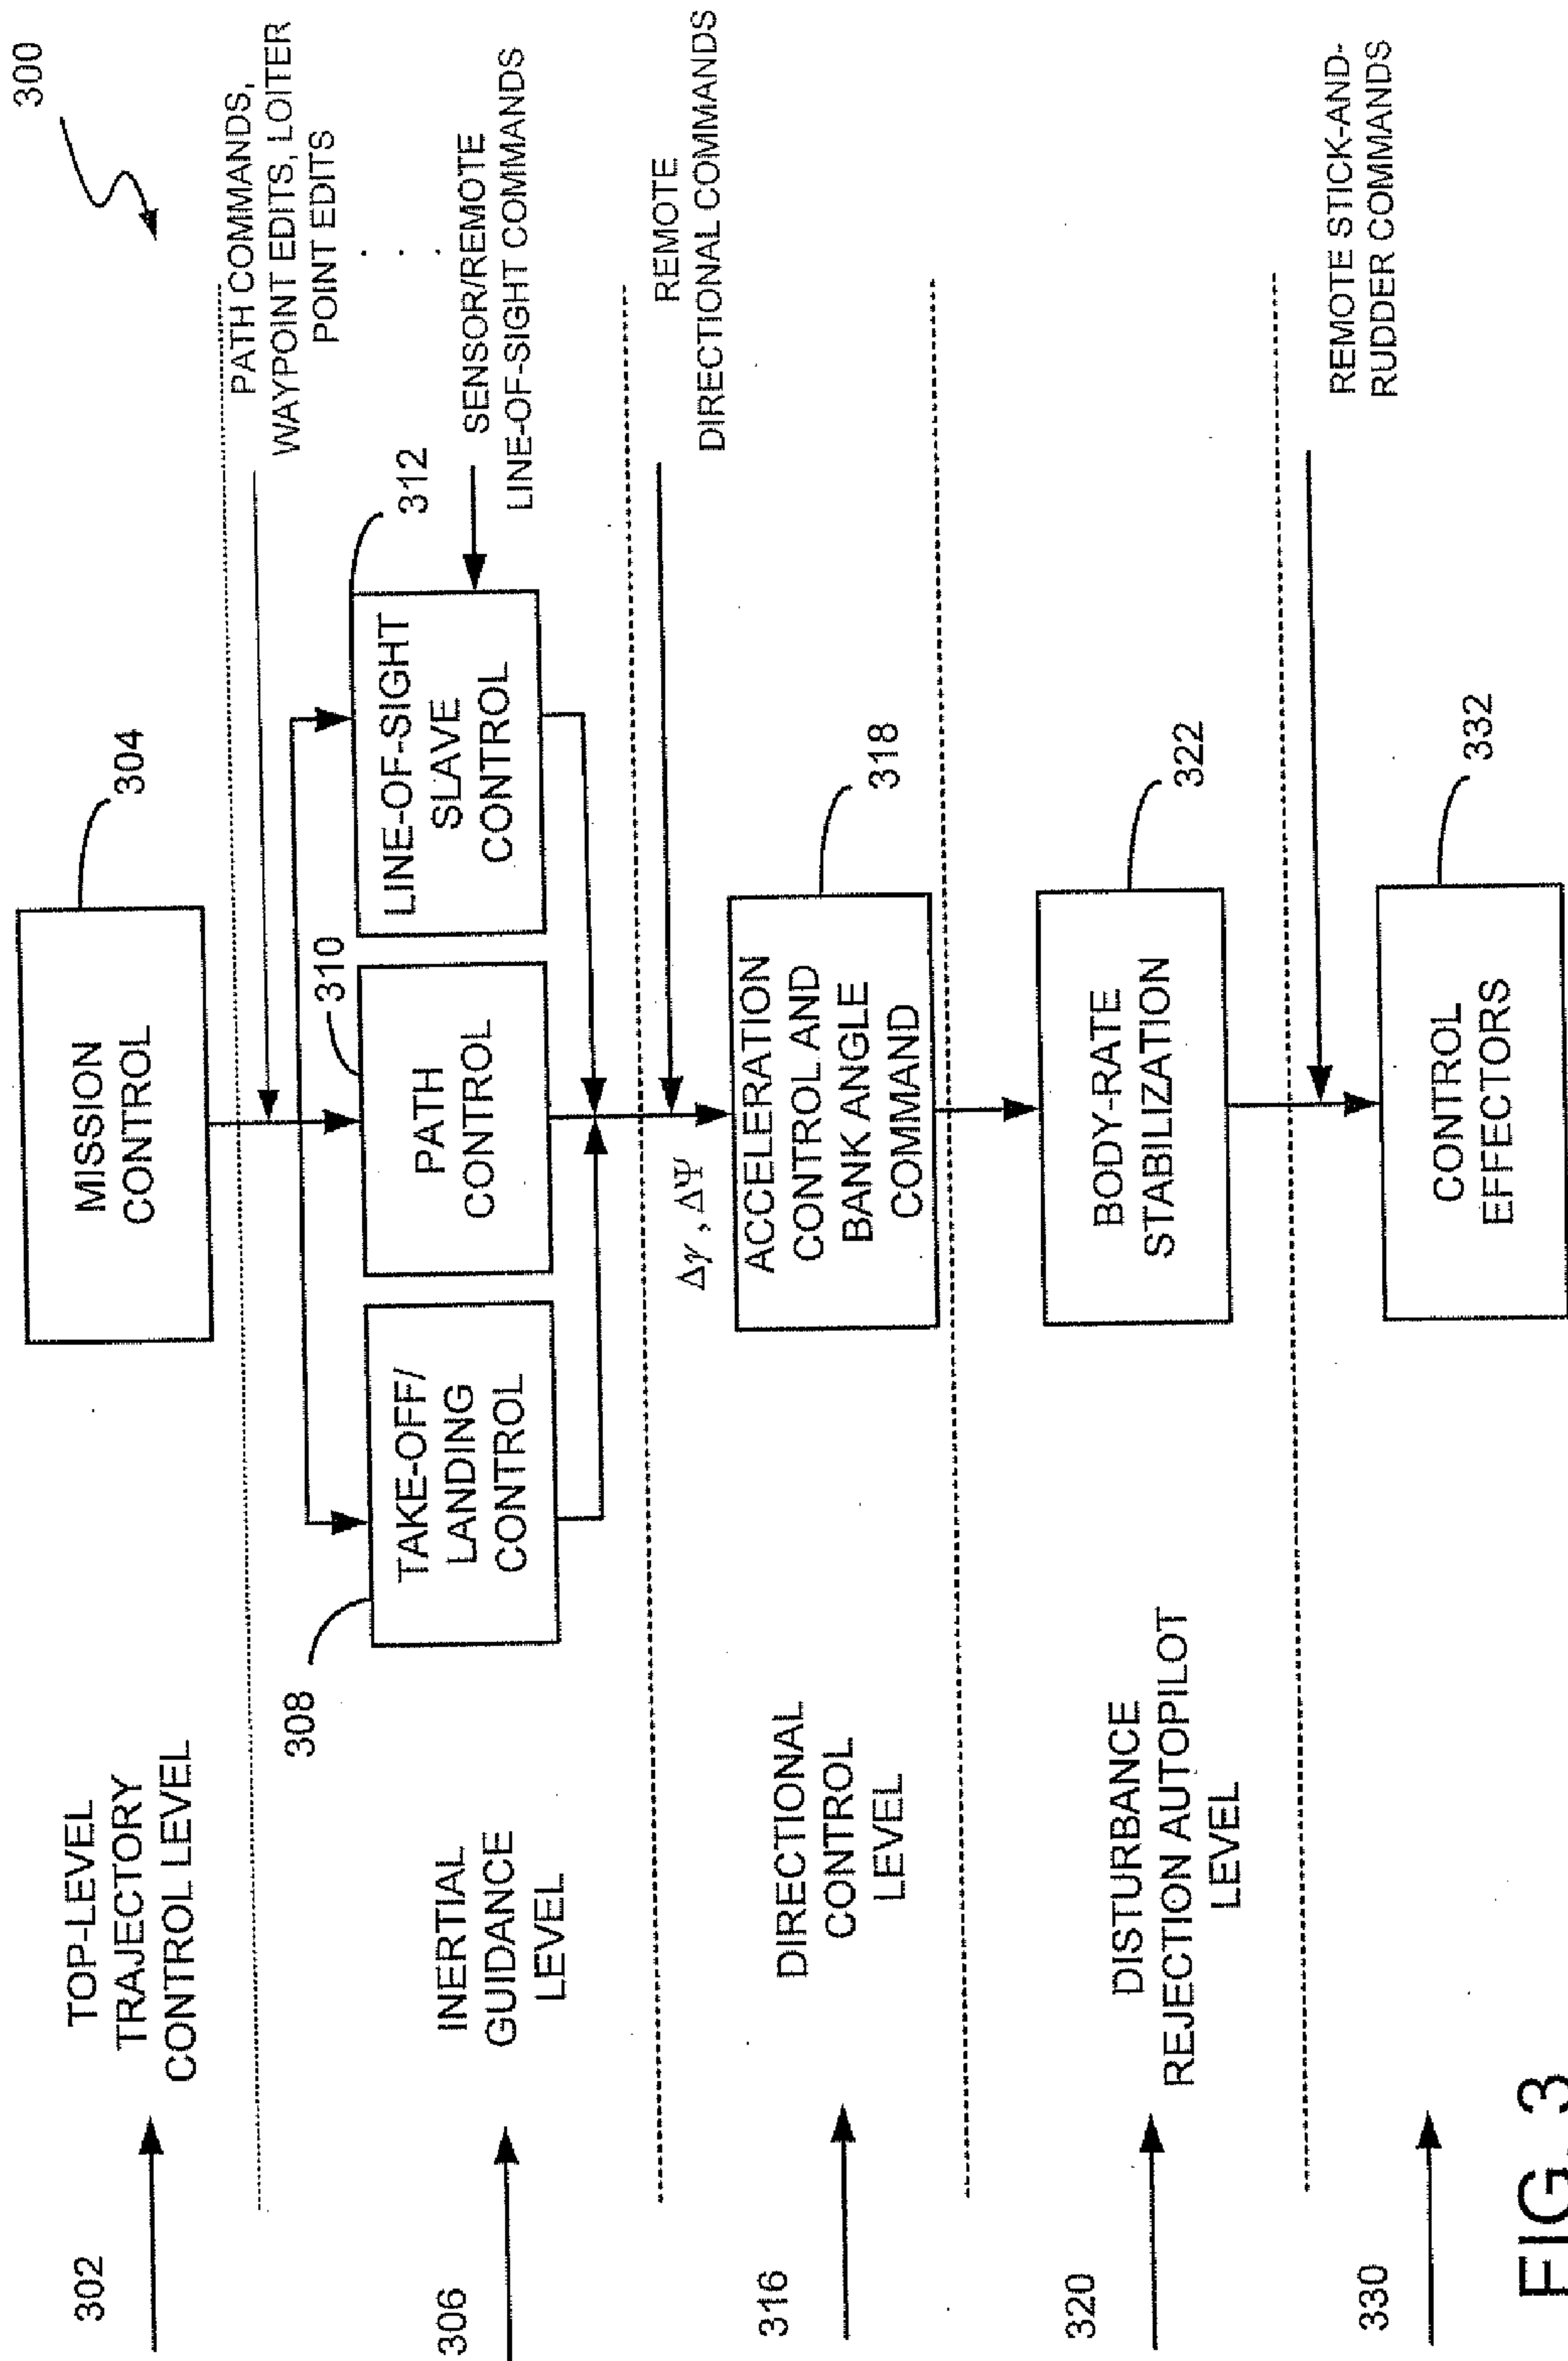 300
302
TOP-LEVEL
TRAJECTORY
CONTROL LEVEL
MISSION
CONTROL
304
PATH COMMANDS,
WAYPOINT EDITS, LOITER
POINT EDITS
306
INERTIAL
GUIDANCE
LEVEL
308
TAKE-OFF/
LANDING
CONTROL
310
PATH
CONTROL
312
LINE-OF-SIGHT
SLAVE
CONTROL
SENSOR/REMOTE
LINE-OF-SIGHT COMMANDS
REMOTE
DIRECTIONAL COMMANDS
Δγ , ΔΨ
316
DIRECTIONAL
CONTROL
LEVEL
ACCELERATION
CONTROL AND
BANK ANGLE
COMMAND
318
320
DISTURBANCE
REJECTION AUTOPILOT
LEVEL
BODY-RATE
STABILIZATION
322
REMOTE STICK-AND-
RUDDER COMMANDS
330
CONTROL
EFFECTORS
332
FIG. 3